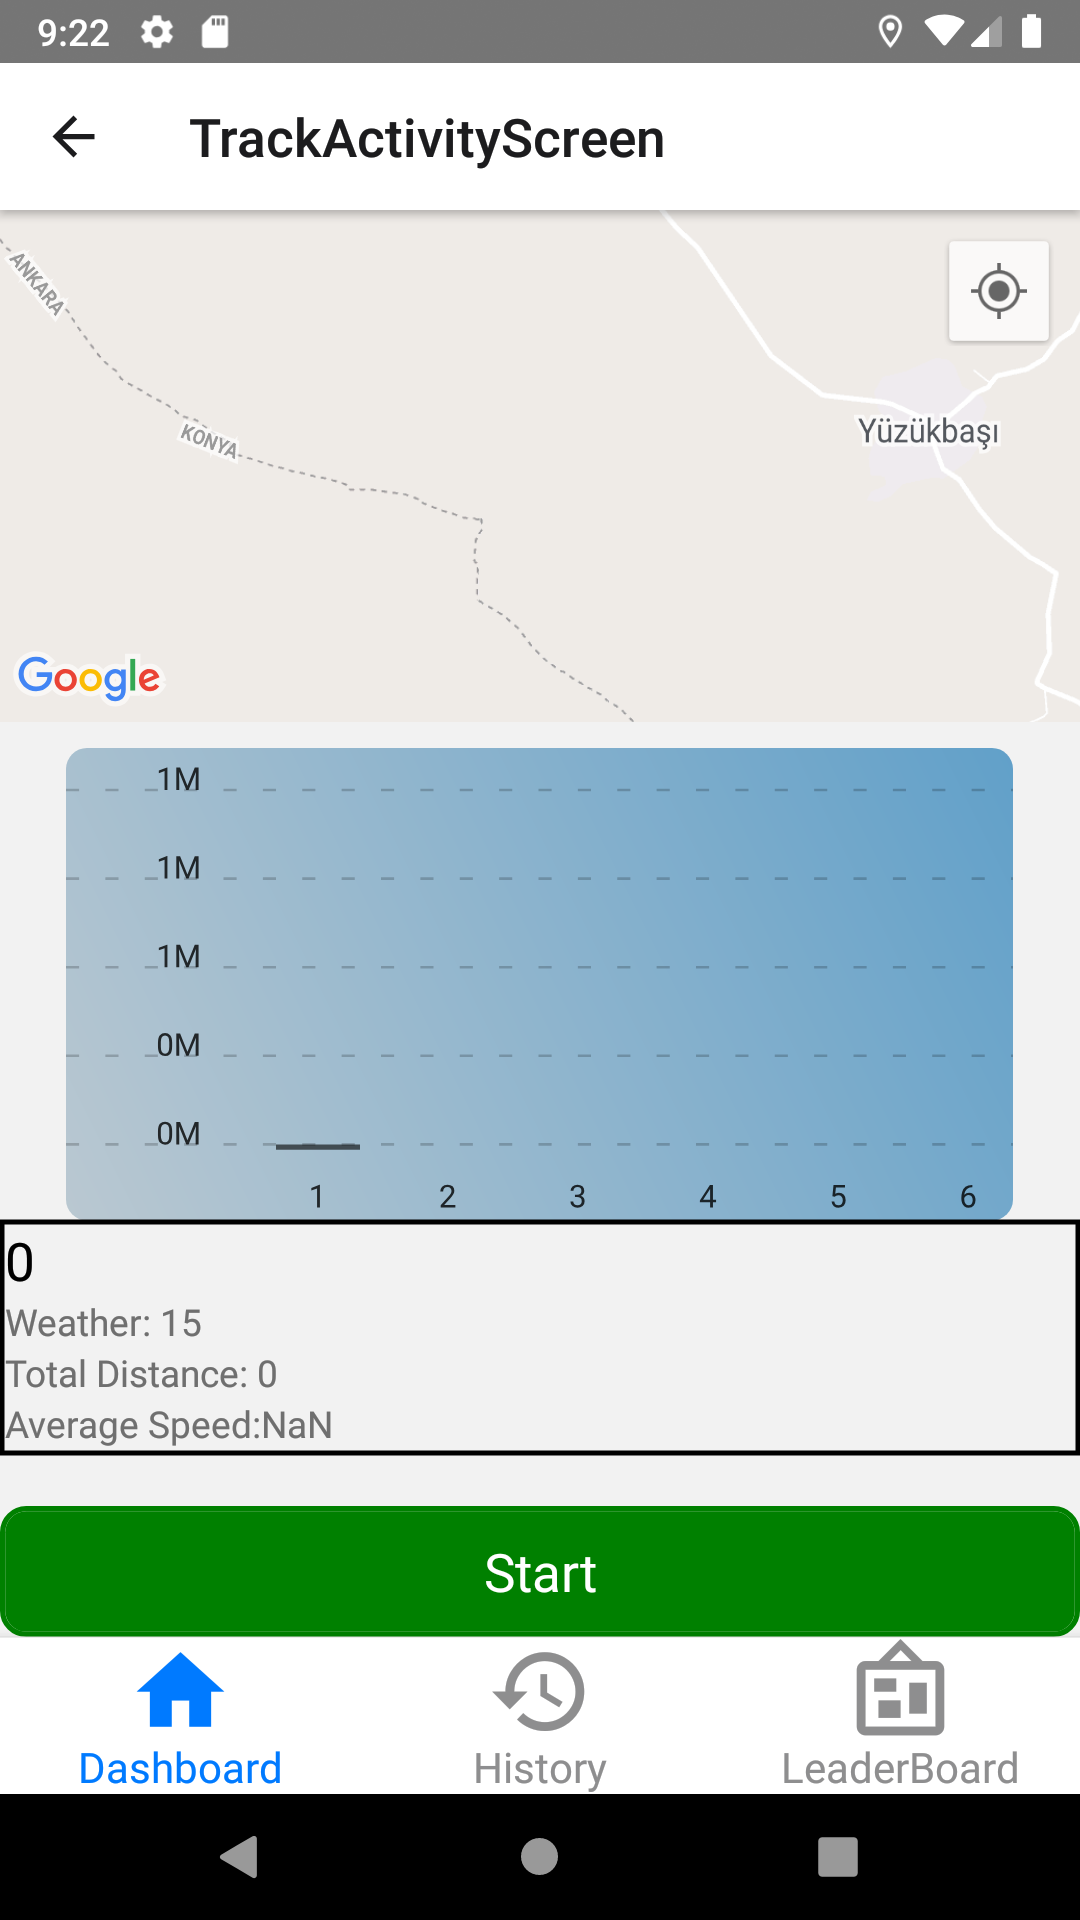 9:22
TrackActivityScreen
ANKARA
KONYA
Yüzükbaşı
Google
1M
1M
1M
0M
0M
1 2 3 4 5 6
0
Weather: 15
Total Distance: 0
Average Speed:NaN
Start
Dashboard History LeaderBoard